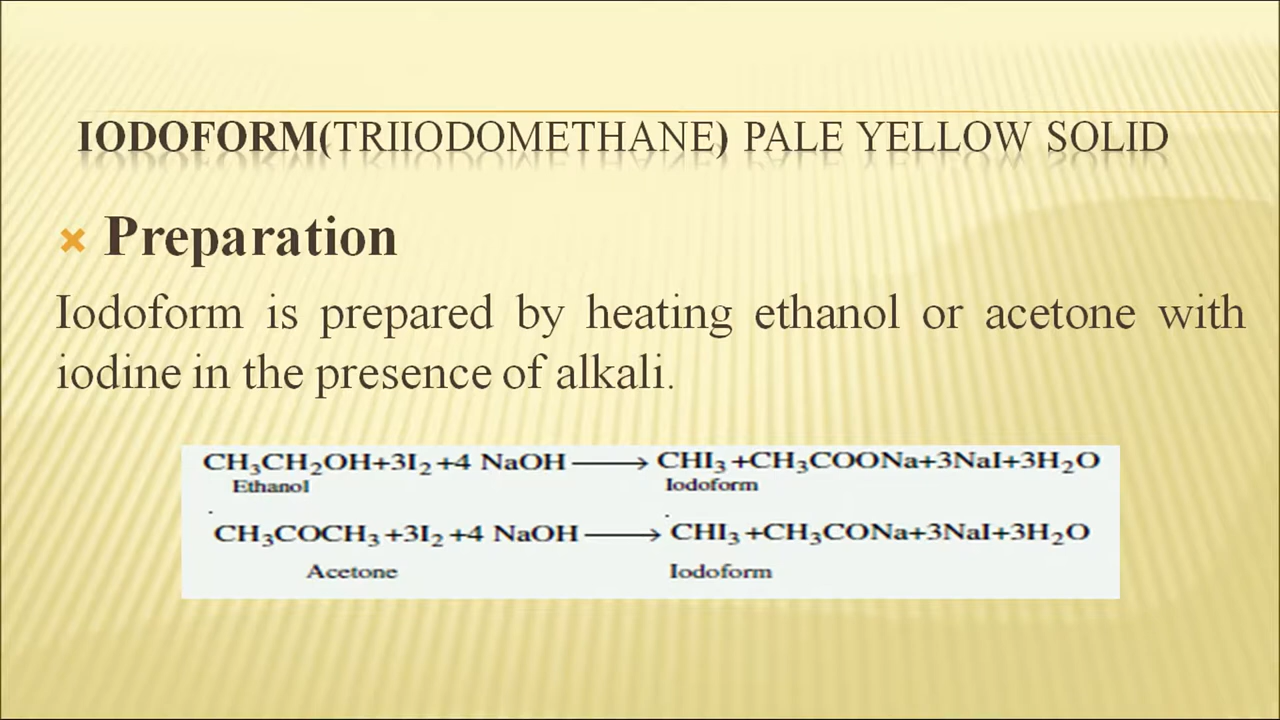 IODOFORM(TRIIODOMETHANE) PALE YELLOW SOLID
Preparation
Iodoform is prepared by heating ethanol or acetone with
iodine in the presence of alkali.
CH₃CH₂OH+3I₂+4 NaOH⟶CHI₃+CH₃COONa+3NaI+3H₂O
Ethanol Iodoform
CH₃COCH₃+3I₂+4 NaOH⟶CHI₃+CH₃CONa+3NaI+3H₂O
Acetone Iodoform